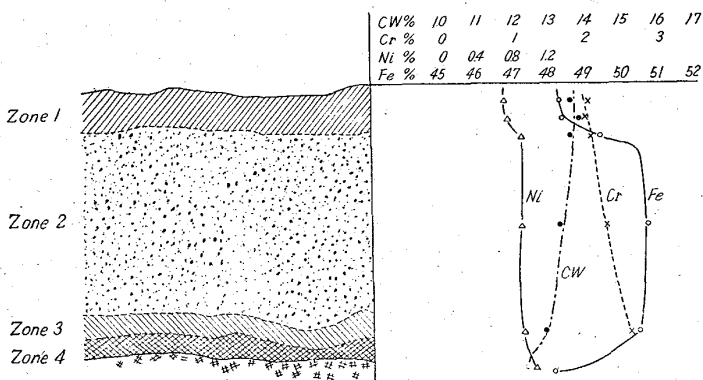 CW% 10 11 12 13 14 15 16 17
Cr % 0 1 2 3
Ni % 0 0.4 0.8 1.2
Fe % 45 46 47 48 49 50 51 52
Zone 1
Zone 2
Ni Cr Fe
CW
Zone 3
Zone 4